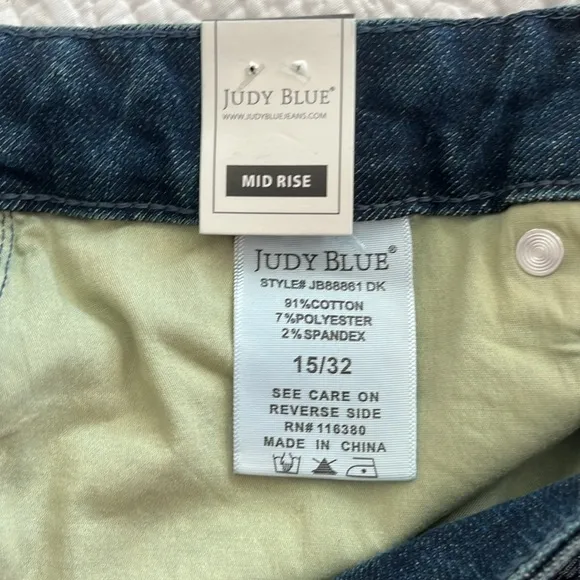 JUDY BLUE®
WWW.JUDYBLUEJEANS.COM
MID RISE
JUDY BLUE®
STYLE# JB88861 DK
91%COTTON
7%POLYESTER
2%SPANDEX
15/32
SEE CARE ON
REVERSE SIDE
RN# 116380
MADE IN CHINA